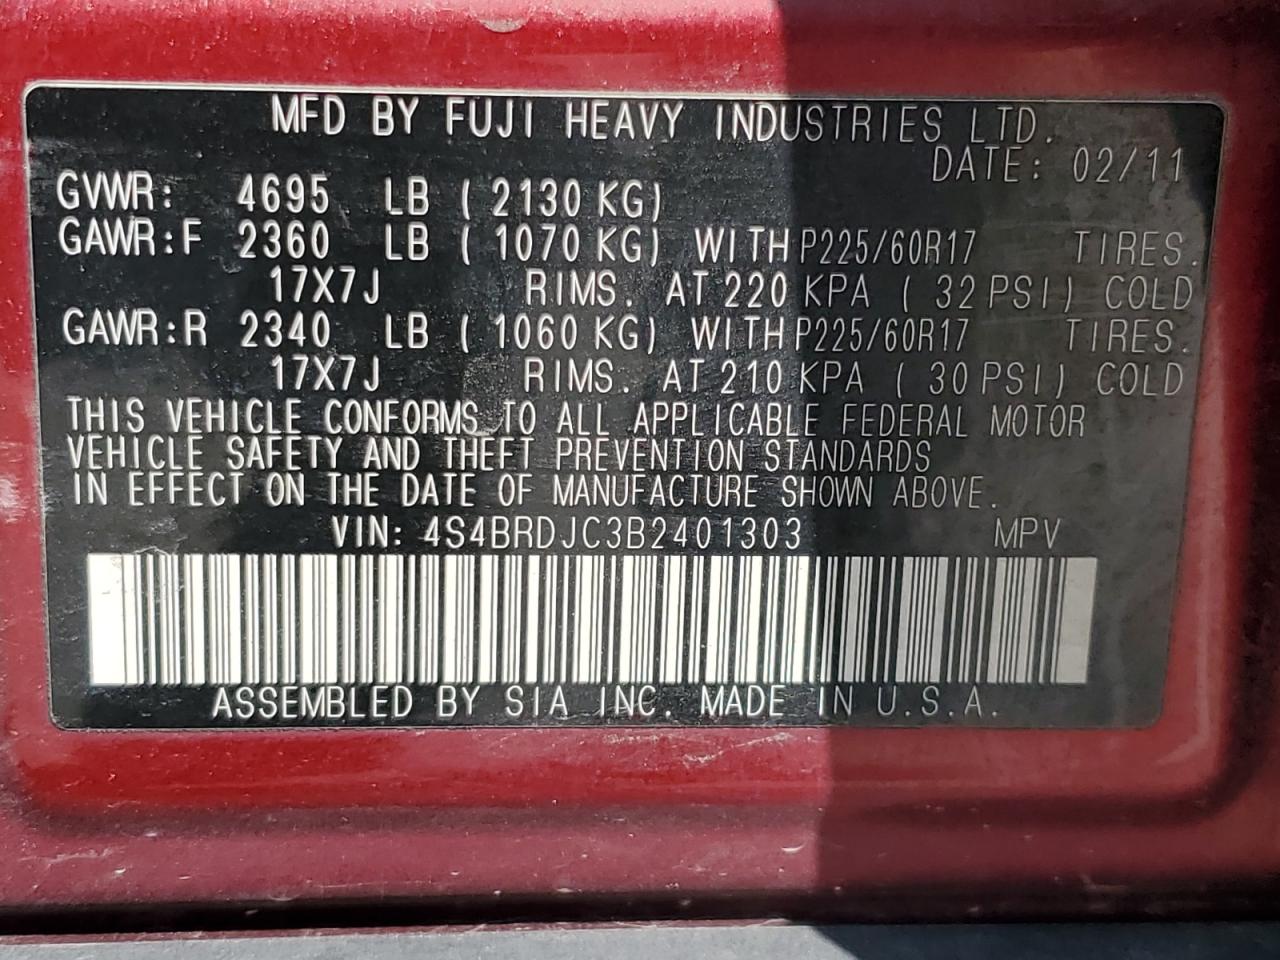 MFD BY FUJI HEAVY INDUSTRIES LTD.
DATE: 02/11
GVWR: 4695 LB ( 2130 KG)
GAWR:F 2360 LB ( 1070 KG) WITH P225/60R17 TIRES.
17X7J RIMS. AT 220 KPA ( 32 PSI) COLD
GAWR:R 2340 LB ( 1060 KG) WITH P225/60R17 TIRES.
17X7J RIMS. AT 210 KPA ( 30 PSI) COLD
THIS VEHICLE CONFORMS TO ALL APPLICABLE FEDERAL MOTOR
VEHICLE SAFETY AND THEFT PREVENTION STANDARDS
IN EFFECT ON THE DATE OF MANUFACTURE SHOWN ABOVE.
VIN: 4S4BRDJC3B2401303 MPV
ASSEMBLED BY SIA INC. MADE IN U.S.A.